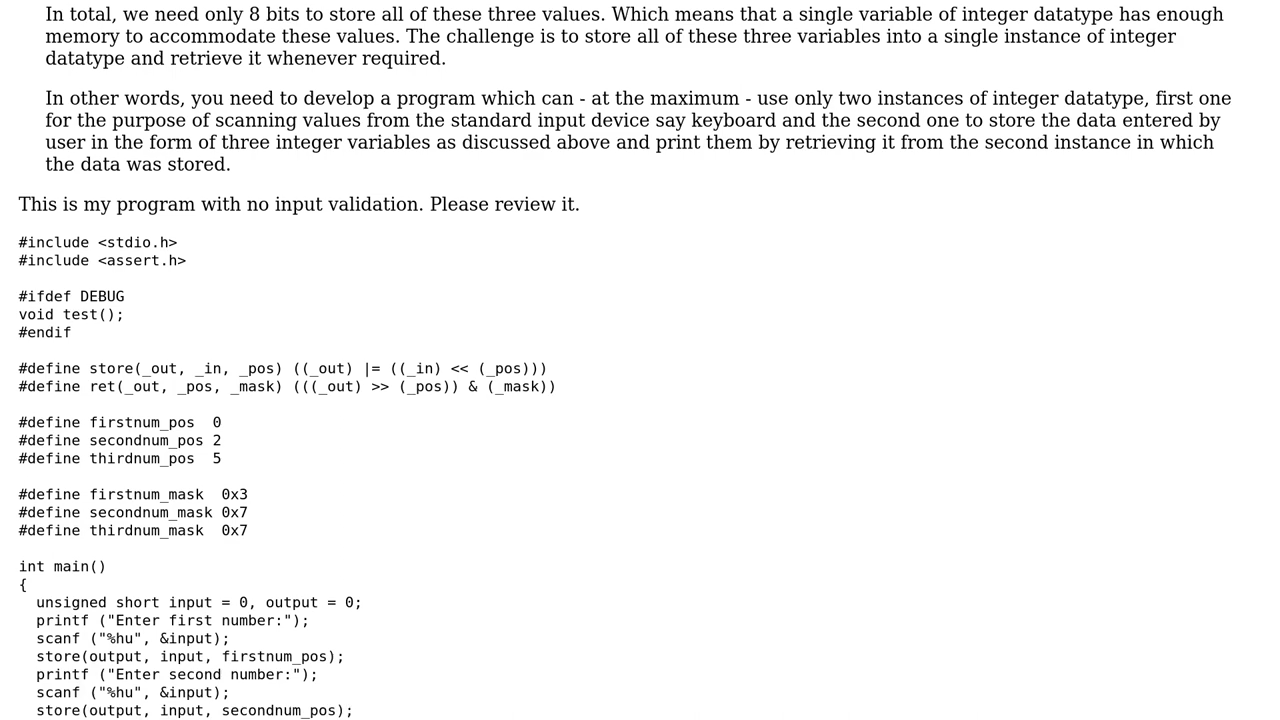 In total, we need only 8 bits to store all of these three values. Which means that a single variable of integer datatype has enough
memory to accommodate these values. The challenge is to store all of these three variables into a single instance of integer
datatype and retrieve it whenever required.
In other words, you need to develop a program which can - at the maximum - use only two instances of integer datatype, first one
for the purpose of scanning values from the standard input device say keyboard and the second one to store the data entered by
user in the form of three integer variables as discussed above and print them by retrieving it from the second instance in which
the data was stored.
This is my program with no input validation. Please review it.
#include <stdio.h>
#include <assert.h>
#ifdef DEBUG
void test();
#endif
#define store(_out, _in, _pos) ((_out) |= ((_in) << (_pos)))
#define ret(_out, _pos, _mask) (((_out) >> (_pos)) & (_mask))
#define firstnum_pos  0
#define secondnum_pos 2
#define thirdnum_pos  5
#define firstnum_mask  0x3
#define secondnum_mask 0x7
#define thirdnum_mask  0x7
int main()
{
  unsigned short input = 0, output = 0;
  printf ("Enter first number:");
  scanf ("%hu", &input);
  store(output, input, firstnum_pos);
  printf ("Enter second number:");
  scanf ("%hu", &input);
  store(output, input, secondnum_pos);